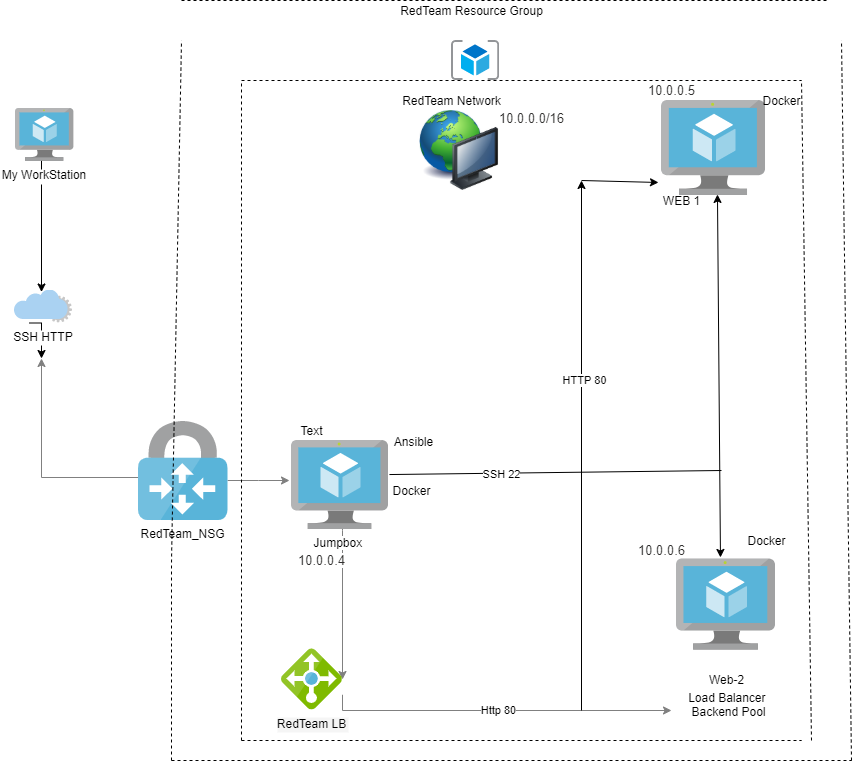 RedTeam Resource Group
RedTeam Network
10.0.0.0/16
10.0.0.5
Docker
WEB 1
My WorkStation
SSH HTTP
HTTP 80
Text
Ansible
SSH 22
Docker
RedTeam_NSG
Jumpbox
10.0.0.4
10.0.0.6
Docker
Web-2
Load Balancer
Backend Pool
Http 80
RedTeam LB